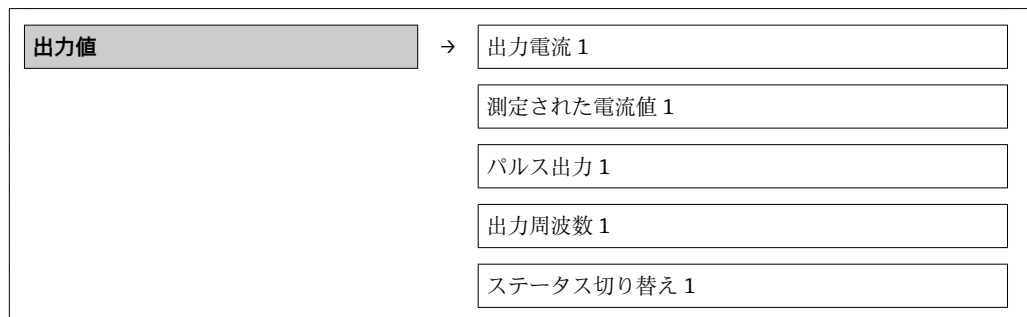 出力値 → 出力電流 1
測定された電流値 1
パルス出力 1
出力周波数 1
ステータス切り替え 1